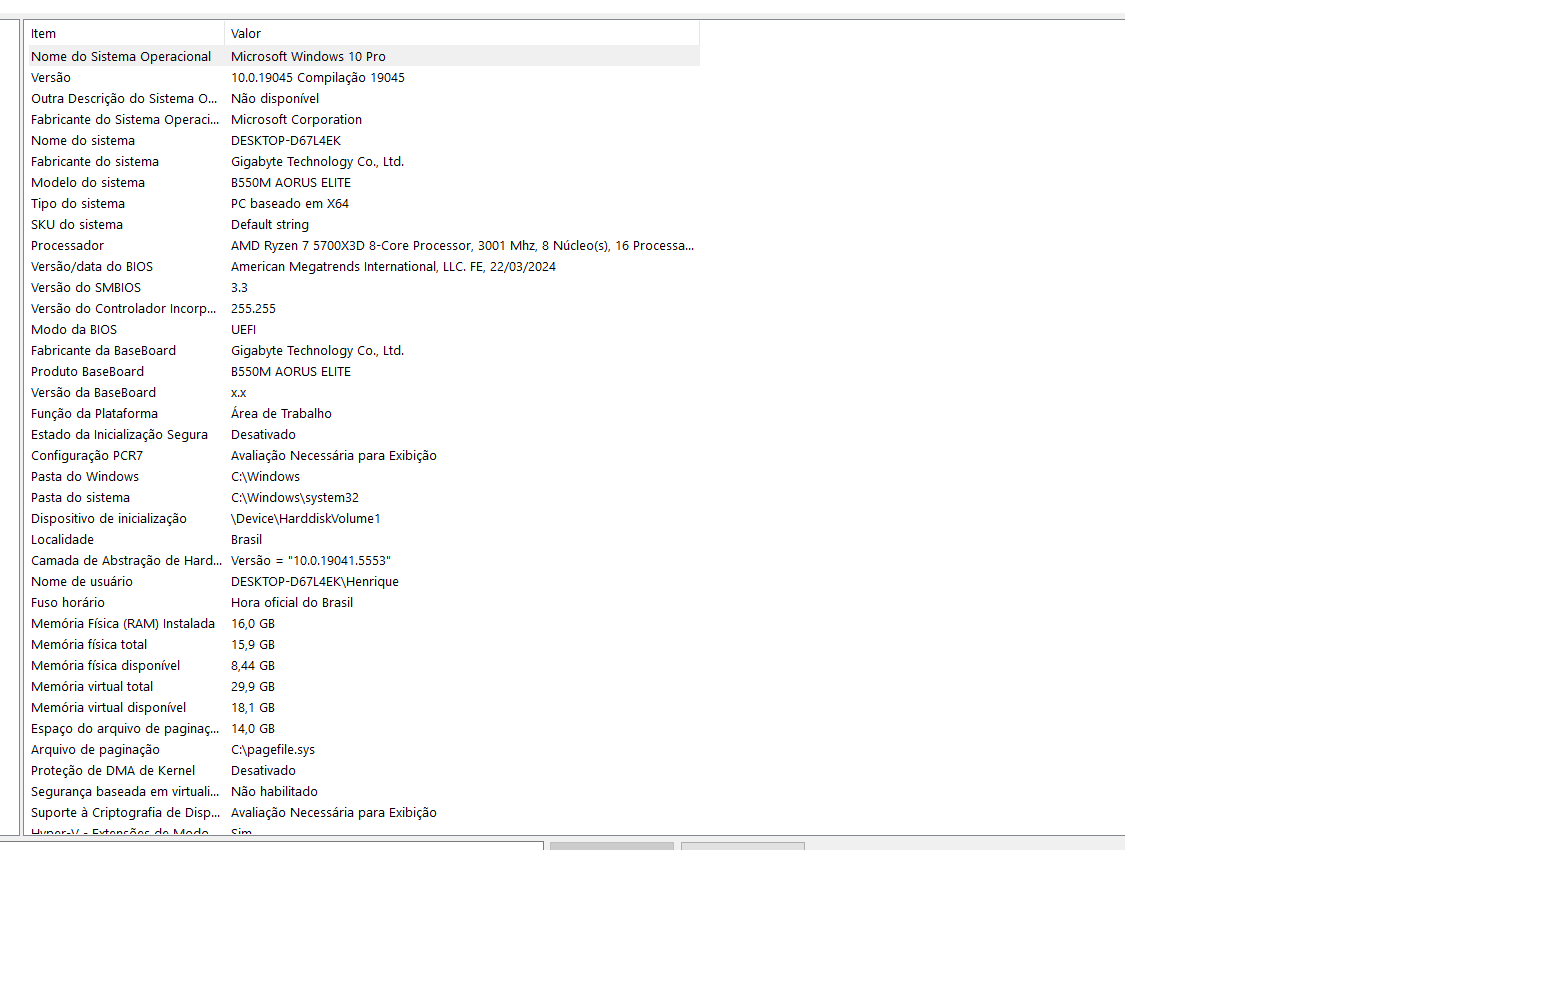 Item Valor
Nome do Sistema Operacional Microsoft Windows 10 Pro
Versão 10.0.19045 Compilação 19045
Outra Descrição do Sistema O... Não disponível
Fabricante do Sistema Operaci... Microsoft Corporation
Nome do sistema DESKTOP-D67L4EK
Fabricante do sistema Gigabyte Technology Co., Ltd.
Modelo do sistema B550M AORUS ELITE
Tipo do sistema PC baseado em X64
SKU do sistema Default string
Processador AMD Ryzen 7 5700X3D 8-Core Processor, 3001 Mhz, 8 Núcleo(s), 16 Processa...
Versão/data do BIOS American Megatrends International, LLC. FE, 22/03/2024
Versão do SMBIOS 3.3
Versão do Controlador Incorp... 255.255
Modo da BIOS UEFI
Fabricante da BaseBoard Gigabyte Technology Co., Ltd.
Produto BaseBoard B550M AORUS ELITE
Versão da BaseBoard x.x
Função da Plataforma Área de Trabalho
Estado da Inicialização Segura Desativado
Configuração PCR7 Avaliação Necessária para Exibição
Pasta do Windows C:\Windows
Pasta do sistema C:\Windows\system32
Dispositivo de inicialização \Device\HarddiskVolume1
Localidade Brasil
Camada de Abstração de Hard... Versão = "10.0.19041.5553"
Nome de usuário DESKTOP-D67L4EK\Henrique
Fuso horário Hora oficial do Brasil
Memória Física (RAM) Instalada 16,0 GB
Memória física total 15,9 GB
Memória física disponível 8,44 GB
Memória virtual total 29,9 GB
Memória virtual disponível 18,1 GB
Espaço do arquivo de paginaç... 14,0 GB
Arquivo de paginação C:\pagefile.sys
Proteção de DMA de Kernel Desativado
Segurança baseada em virtuali... Não habilitado
Suporte à Criptografia de Disp... Avaliação Necessária para Exibição
Hyper-V - Extensões de Modo Sim